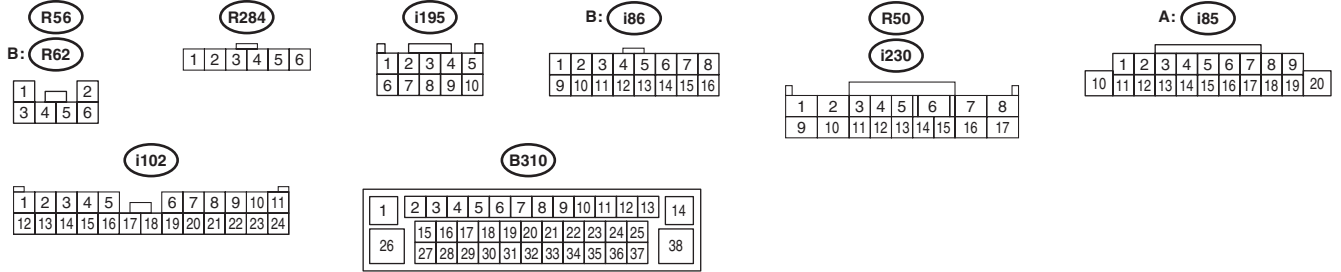 R56
B: R62
1 2
3 4 5 6
R284
1 2 3 4 5 6
i195
1 2 3 4 5
6 7 8 9 10
B: i86
1 2 3 4 5 6 7 8
9 10 11 12 13 14 15 16
R50
i230
1 2 3 4 5 6 7 8
9 10 11 12 13 14 15 16 17
A: i85
1 2 3 4 5 6 7 8 9
10 11 12 13 14 15 16 17 18 19 20
i102
1 2 3 4 5 6 7 8 9 10 11
12 13 14 15 16 17 18 19 20 21 22 23 24
B310
1 2 3 4 5 6 7 8 9 10 11 12 13 14
15 16 17 18 19 20 21 22 23 24 25
26 38
27 28 29 30 31 32 33 34 35 36 37